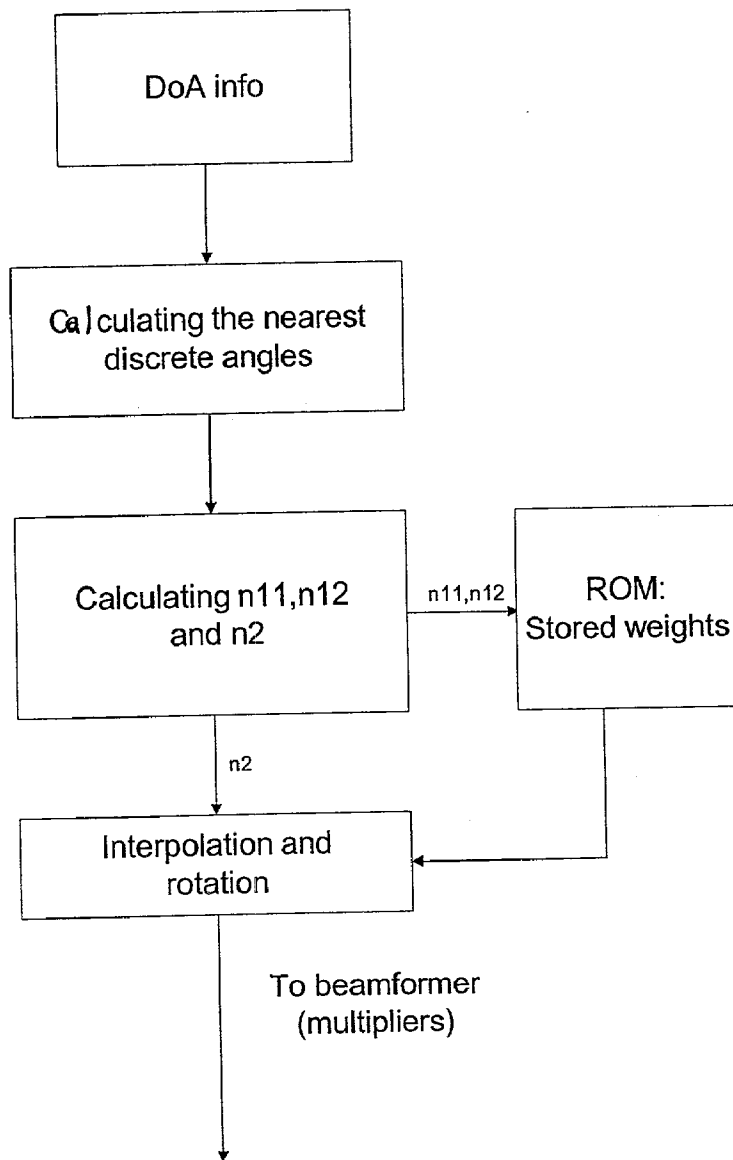 DoA info
Calculating the nearest
discrete angles
Calculating n11,n12
and n2
n11,n12
ROM:
Stored weights
n2
Interpolation and
rotation
To beamformer
(multipliers)